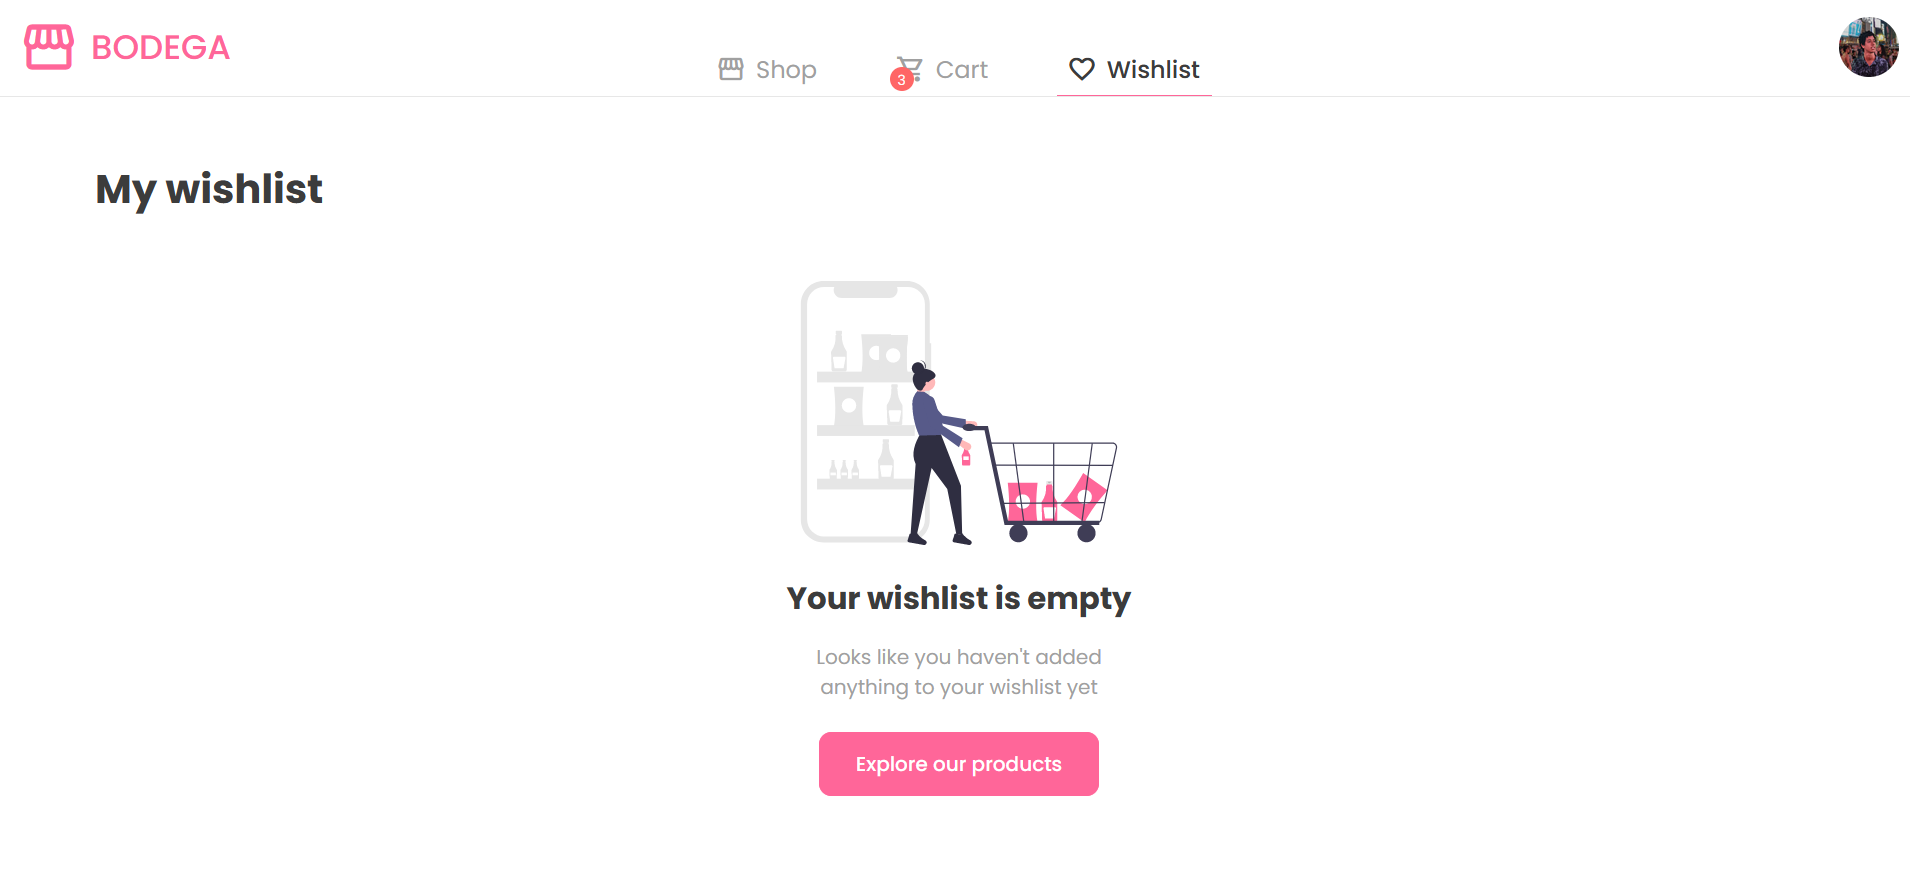 BODEGA
Shop
3
Cart
Wishlist
My wishlist
Your wishlist is empty
Looks like you haven't added
anything to your wishlist yet
Explore our products